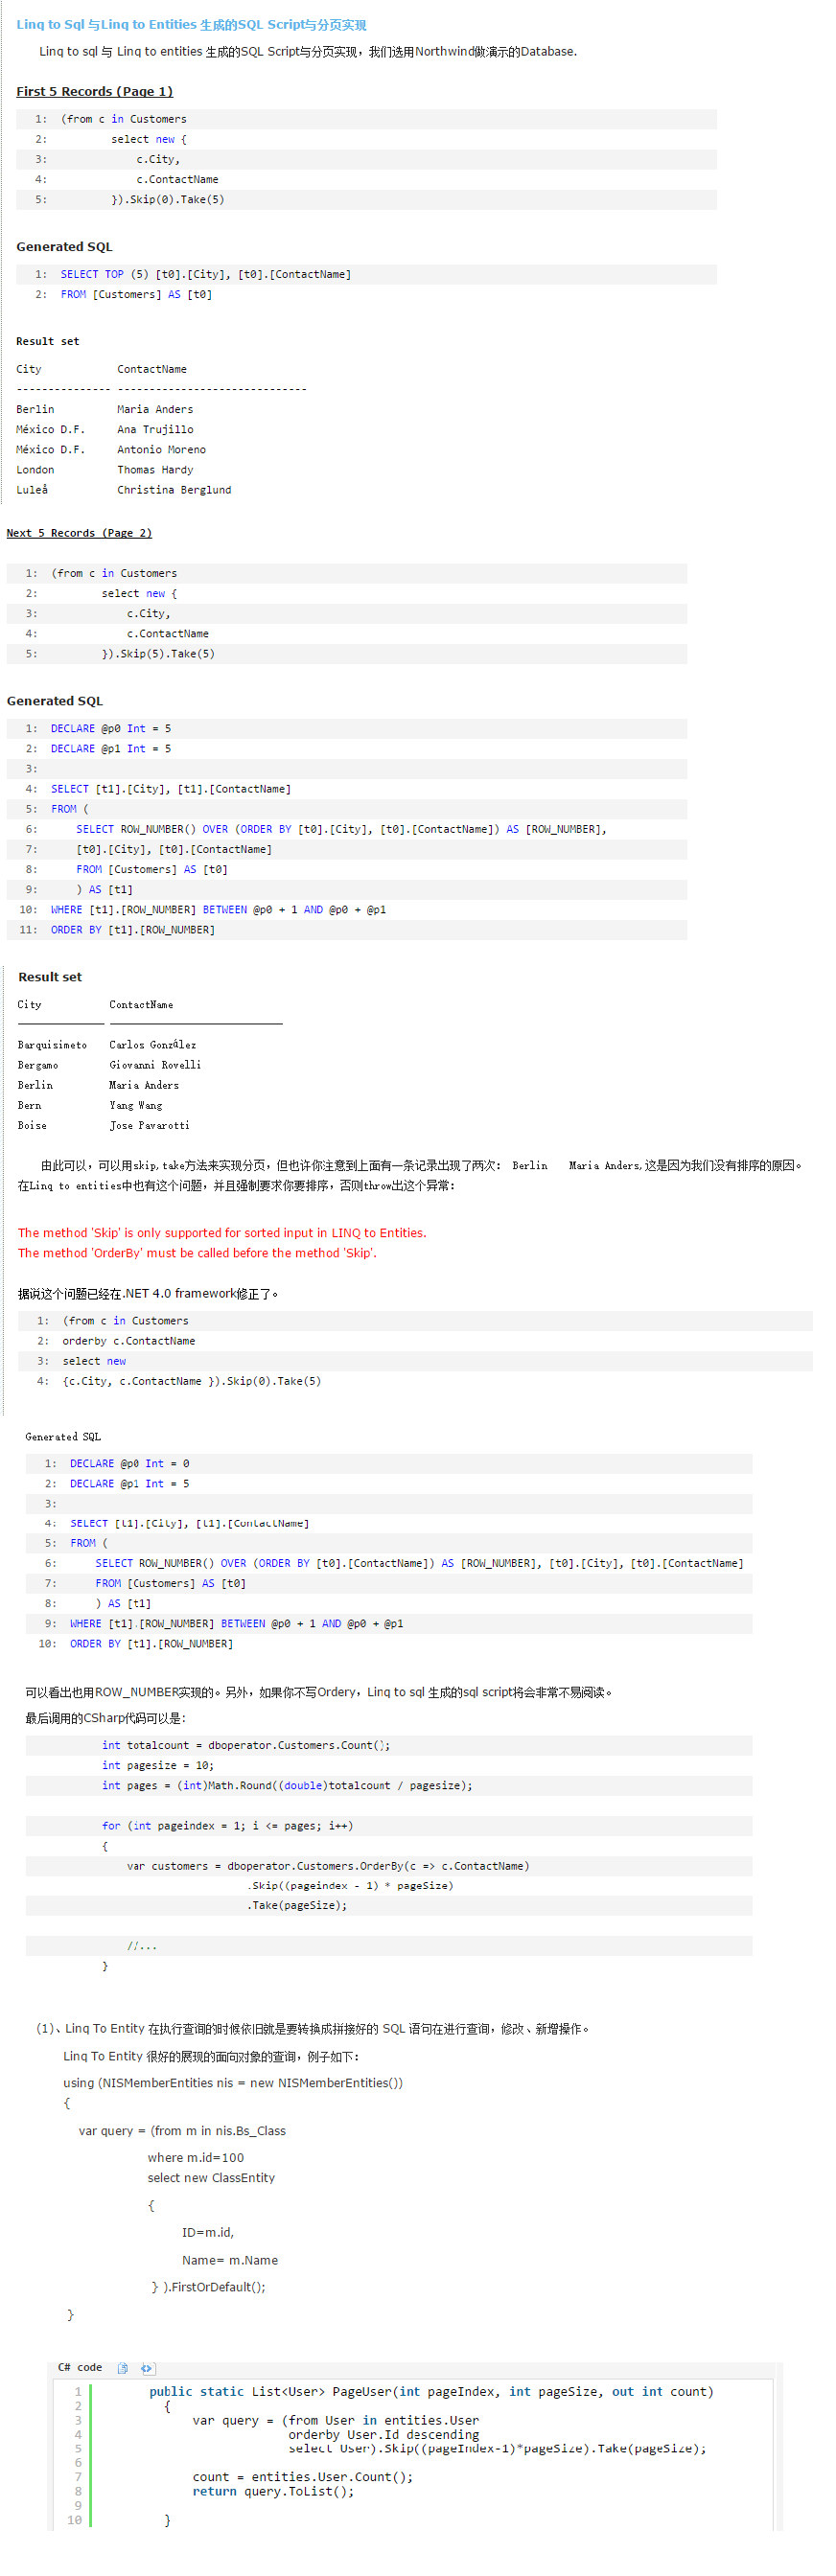 Linq to Sql 与Linq to Entities 生成的SQL Script与分页实现
Linq to sql 与 Linq to entities 生成的SQL Script与分页实现，我们选用Northwind做演示的Database.
First 5 Records (Page 1)
1: (from c in Customers
2: select new {
3: c.City,
4: c.ContactName
5: }).Skip(0).Take(5)
Generated SQL
1: SELECT TOP (5) [t0].[City], [t0].[ContactName]
2: FROM [Customers] AS [t0]
Result set
City ContactName
--------------- ------------------------------
Berlin Maria Anders
México D.F. Ana Trujillo
México D.F. Antonio Moreno
London Thomas Hardy
Luleå Christina Berglund
Next 5 Records (Page 2)
1: (from c in Customers
2: select new {
3: c.City,
4: c.ContactName
5: }).Skip(5).Take(5)
Generated SQL
1: DECLARE @p0 Int = 5
2: DECLARE @p1 Int = 5
3:
4: SELECT [t1].[City], [t1].[ContactName]
5: FROM (
6: SELECT ROW_NUMBER() OVER (ORDER BY [t0].[City], [t0].[ContactName]) AS [ROW_NUMBER],
7: [t0].[City], [t0].[ContactName]
8: FROM [Customers] AS [t0]
9: ) AS [t1]
10: WHERE [t1].[ROW_NUMBER] BETWEEN @p0 + 1 AND @p0 + @p1
11: ORDER BY [t1].[ROW_NUMBER]
Result set
City ContactName
--------------- ------------------------------
Barquisimeto Carlos González
Bergamo Giovanni Rovelli
Berlin Maria Anders
Bern Yang Wang
Boise Jose Pavarotti
由此可以，可以用skip,take方法来实现分页，但也许你注意到上面有一条记录出现了两次： Berlin Maria Anders,这是因为我们没有排序的原因。
在Linq to entities中也有这个问题，并且强制要求你要排序，否则throw出这个异常：
The method 'Skip' is only supported for sorted input in LINQ to Entities.
The method 'OrderBy' must be called before the method 'Skip'.
据说这个问题已经在.NET 4.0 framework修正了。
1: (from c in Customers
2: orderby c.ContactName
3: select new
4: {c.City, c.ContactName }).Skip(0).Take(5)
Generated SQL
1: DECLARE @p0 Int = 0
2: DECLARE @p1 Int = 5
3:
4: SELECT [t1].[City], [t1].[ContactName]
5: FROM (
6: SELECT ROW_NUMBER() OVER (ORDER BY [t0].[ContactName]) AS [ROW_NUMBER], [t0].[City], [t0].[ContactName]
7: FROM [Customers] AS [t0]
8: ) AS [t1]
9: WHERE [t1].[ROW_NUMBER] BETWEEN @p0 + 1 AND @p0 + @p1
10: ORDER BY [t1].[ROW_NUMBER]
可以看出也用ROW_NUMBER实现的。另外，如果你不写Ordery，Linq to sql 生成的sql script将会非常不易阅读。
最后调用的CSharp代码可以是：
int totalcount = dboperator.Customers.Count();
int pagesize = 10;
int pages = (int)Math.Round((double)totalcount / pagesize);
for (int pageindex = 1; i <= pages; i++)
{
var customers = dboperator.Customers.OrderBy(c => c.ContactName)
.Skip((pageindex - 1) * pageSize)
.Take(pageSize);
//...
}
(1)、Linq To Entity 在执行查询的时候依旧就是要转换成拼接好的 SQL 语句在进行查询，修改、新增操作。
Linq To Entity 很好的展现的面向对象的查询，例子如下：
using (NISMemberEntities nis = new NISMemberEntities())
{
var query = (from m in nis.Bs_Class
where m.id=100
select new ClassEntity
{
ID=m.id,
Name= m.Name
} ).FirstOrDefault();
}
C# code
1 public static List<User> PageUser(int pageIndex, int pageSize, out int count)
2 {
3 var query = (from User in entities.User
4 orderby User.Id descending
5 select User).Skip((pageIndex-1)*pageSize).Take(pageSize);
6
7 count = entities.User.Count();
8 return query.ToList();
9
10 }